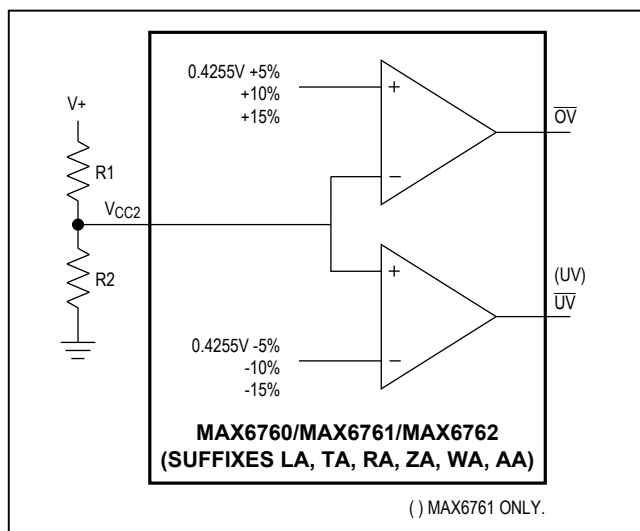 0.4255V +5%
+10%
+15%
V+
R1
VCC2
R2
+
−
OV
+
−
(UV)
UV
0.4255V -5%
-10%
-15%
MAX6760/MAX6761/MAX6762
(SUFFIXES LA, TA, RA, ZA, WA, AA)
( ) MAX6761 ONLY.